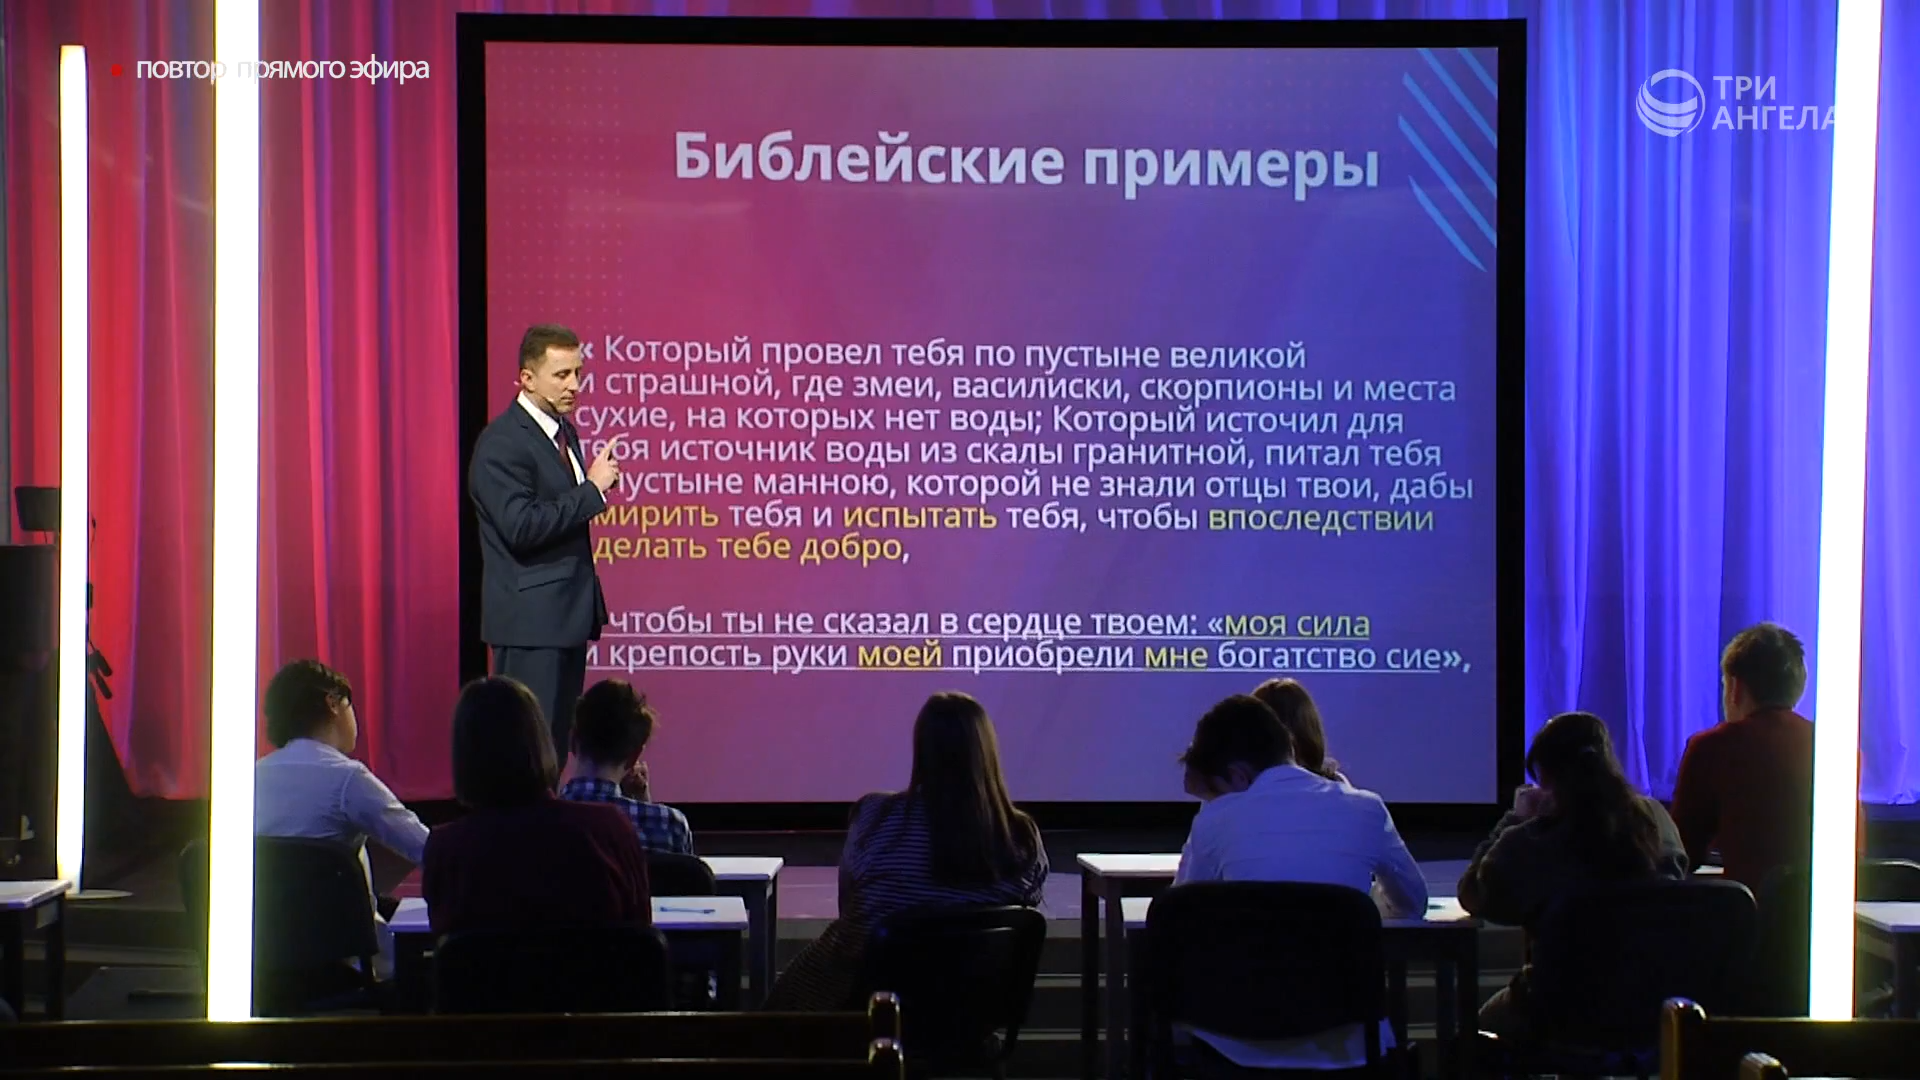 повтор прямого эфира
ТРИ
АНГЕЛА
Библейские примеры
« Который провел тебя по пустыне великой
и страшной, где змеи, василиски, скорпионы и места
сухие, на которых нет воды; Который источил для
тебя источник воды из скалы гранитной, питал тебя
пустыне манною, которой не знали отцы твои, дабы
мирить тебя и испытать тебя, чтобы впоследствии
делать тебе добро,
чтобы ты не сказал в сердце твоем: «моя сила
и крепость руки моей приобрели мне богатство сие»,